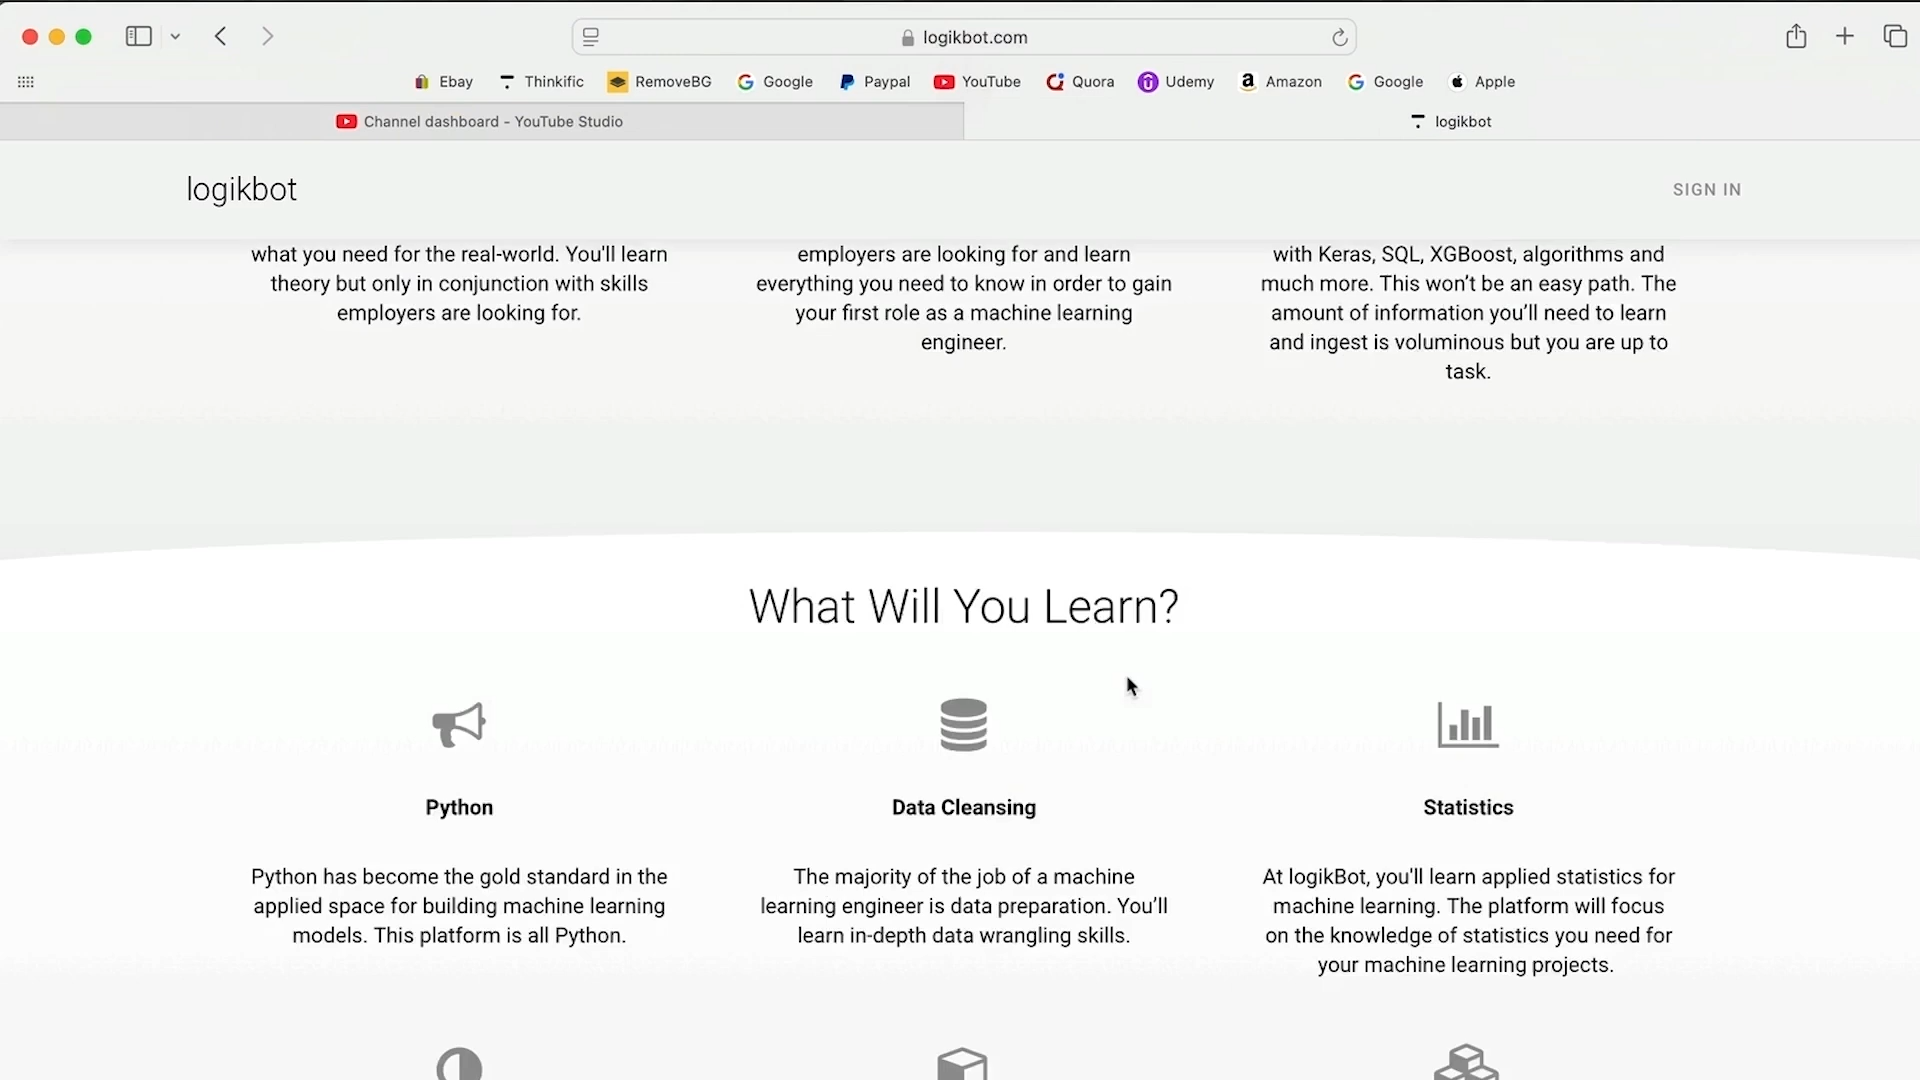 logikbot.com
Ebay Thinkific RemoveBG Google Paypal YouTube Quora Udemy Amazon Google Apple
Channel dashboard - YouTube Studio
logikbot
logikbot
SIGN IN
what you need for the real-world. You'll learn
theory but only in conjunction with skills
employers are looking for.
employers are looking for and learn
everything you need to know in order to gain
your first role as a machine learning
engineer.
with Keras, SQL, XGBoost, algorithms and
much more. This won’t be an easy path. The
amount of information you’ll need to learn
and ingest is voluminous but you are up to
task.
What Will You Learn?
Python
Python has become the gold standard in the
applied space for building machine learning
models. This platform is all Python.
Data Cleansing
The majority of the job of a machine
learning engineer is data preparation. You’ll
learn in-depth data wrangling skills.
Statistics
At logikBot, you'll learn applied statistics for
machine learning. The platform will focus
on the knowledge of statistics you need for
your machine learning projects.